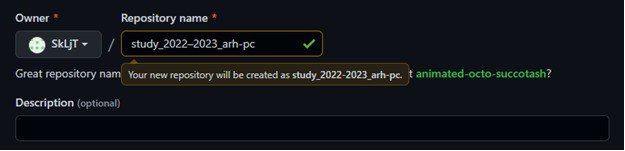 Owner * Repository name *
SkLjT / study_2022–2023_arh-pc
Great repository nam t animated-octo-succotash?
Your new repository will be created as study_2022-2023_arh-pc.
Description (optional)